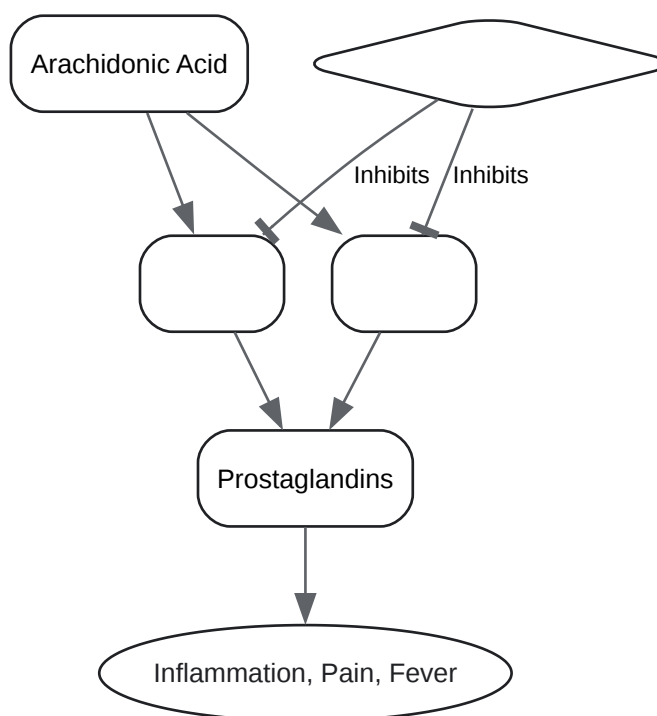 Arachidonic Acid
Inhibits
Inhibits
Prostaglandins
Inflammation, Pain, Fever